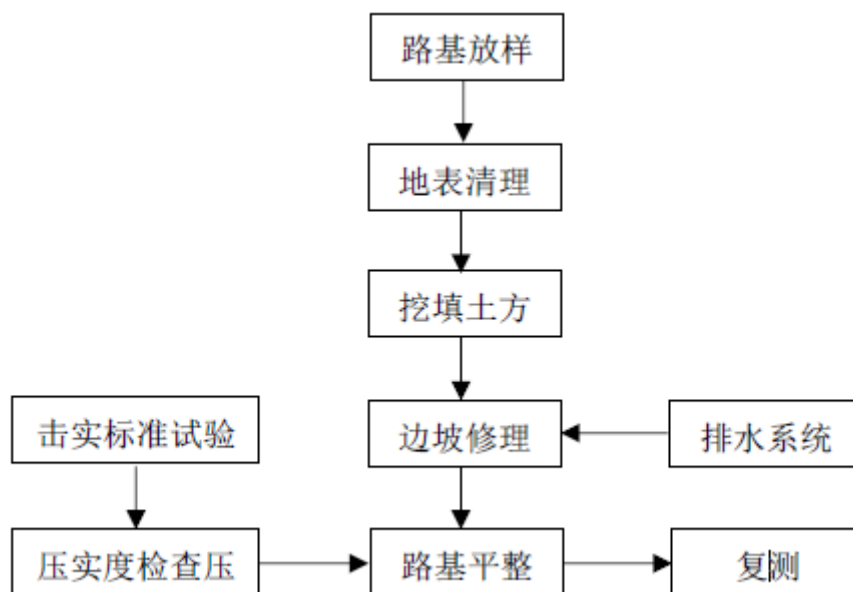 路基放样
地表清理
挖填土方
击实标准试验
边坡修理
排水系统
压实度检查压
路基平整
复测